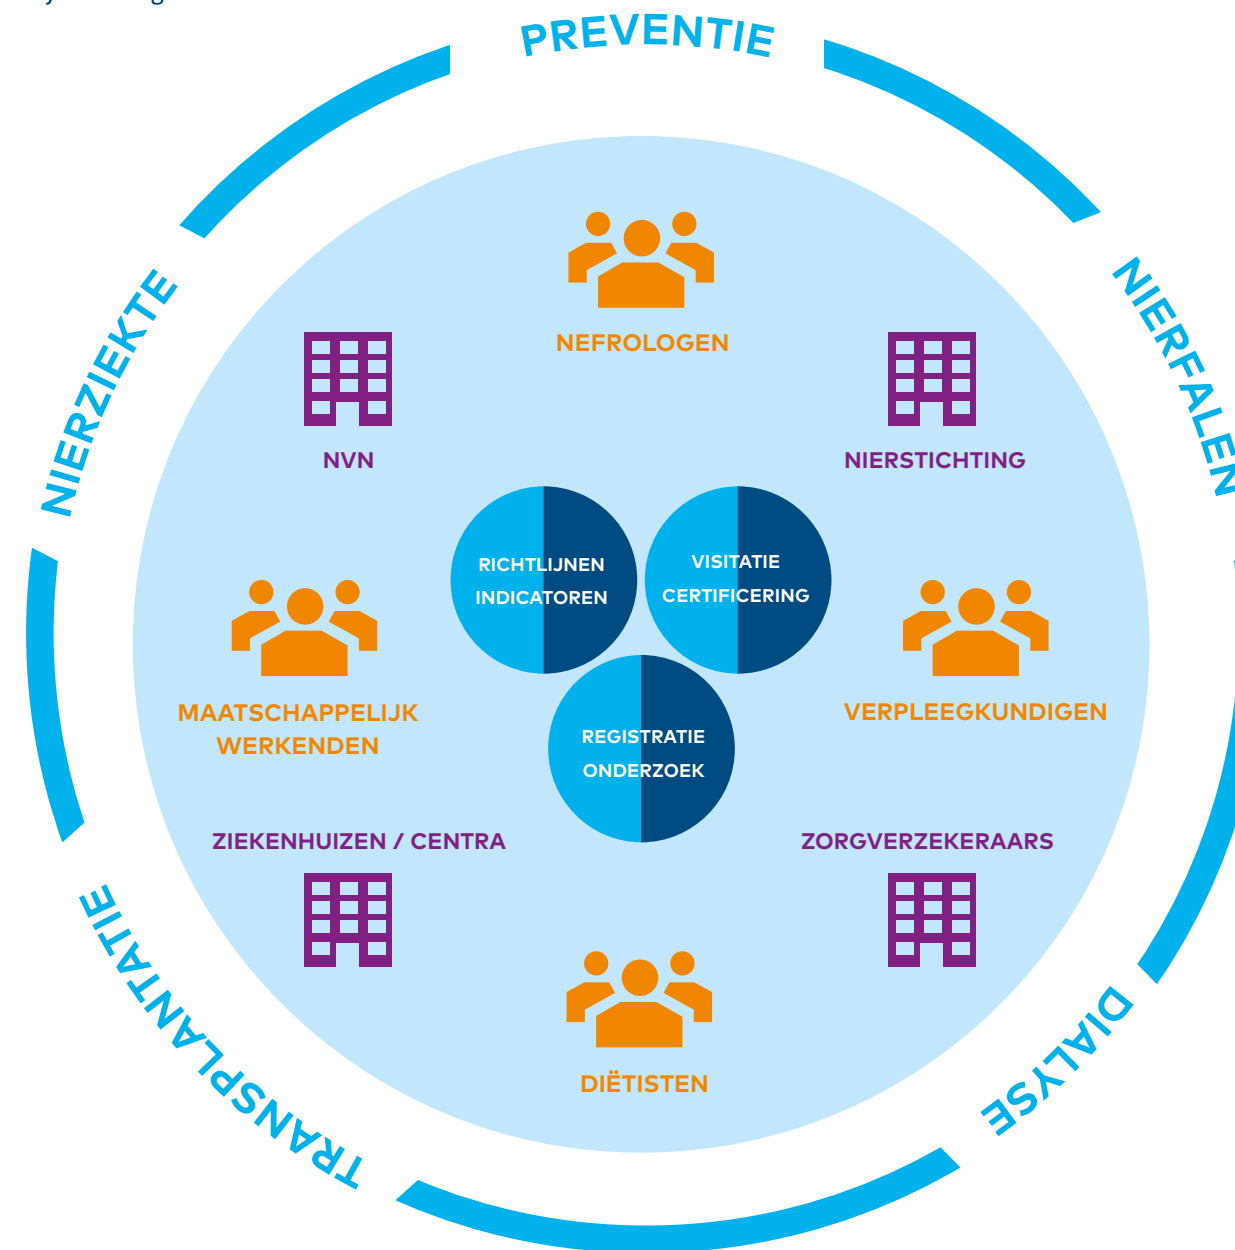 PREVENTIE
NIERZIEKTE
NIERFALEN
NEFROLOGEN
NVN
NIERSTICHTING
RICHTLIJNEN
INDICATOREN
VISITATIE
CERTIFICERING
MAATSCHAPPELIJK
WERKENDEN
VERPLEEGKUNDIGEN
REGISTRATIE
ONDERZOEK
ZIEKENHUIZEN / CENTRA
ZORGVERZEKERAARS
DIËTISTEN
TRANSPLANTATIE
DIALYSE